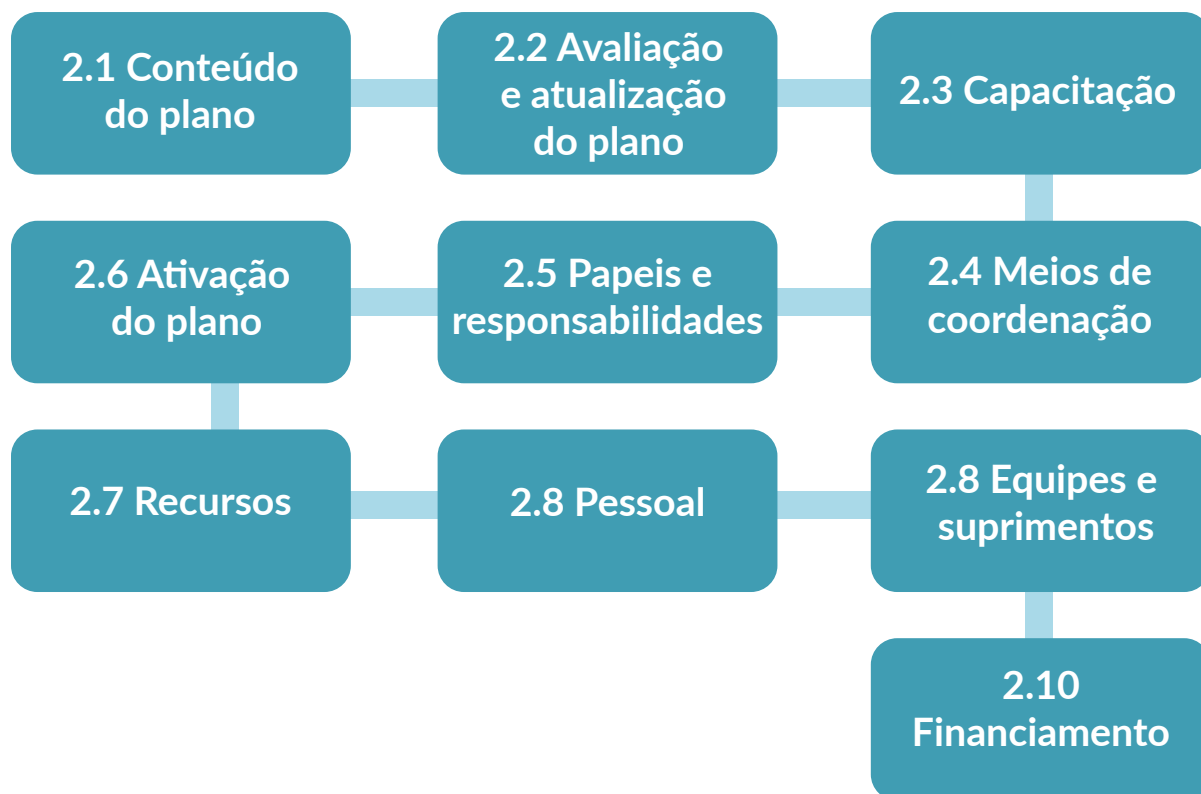 2.1 Conteúdo
do plano
2.2 Avaliação
e atualização
do plano
2.3 Capacitação
2.4 Meios de
coordenação
2.5 Papeis e
responsabilidades
2.6 Ativação
do plano
2.7 Recursos
2.8 Pessoal
2.8 Equipes e
suprimentos
2.10
Financiamento